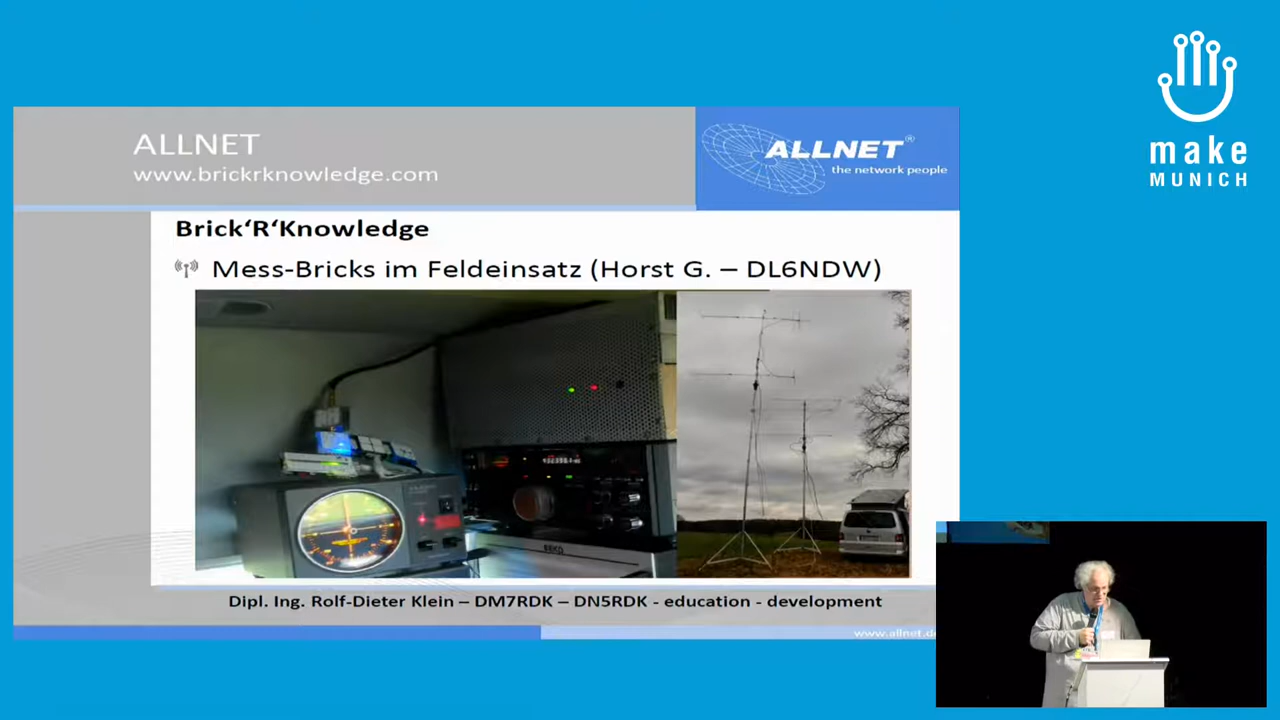 make
MUNICH
ALLNET
www.brickrknowledge.com
ALLNET®
the network people
Brick‘R‘Knowledge
Mess-Bricks im Feldeinsatz (Horst G. – DL6NDW)
Dipl. Ing. Rolf-Dieter Klein – DM7RDK – DN5RDK - education - development
www.allnet.de